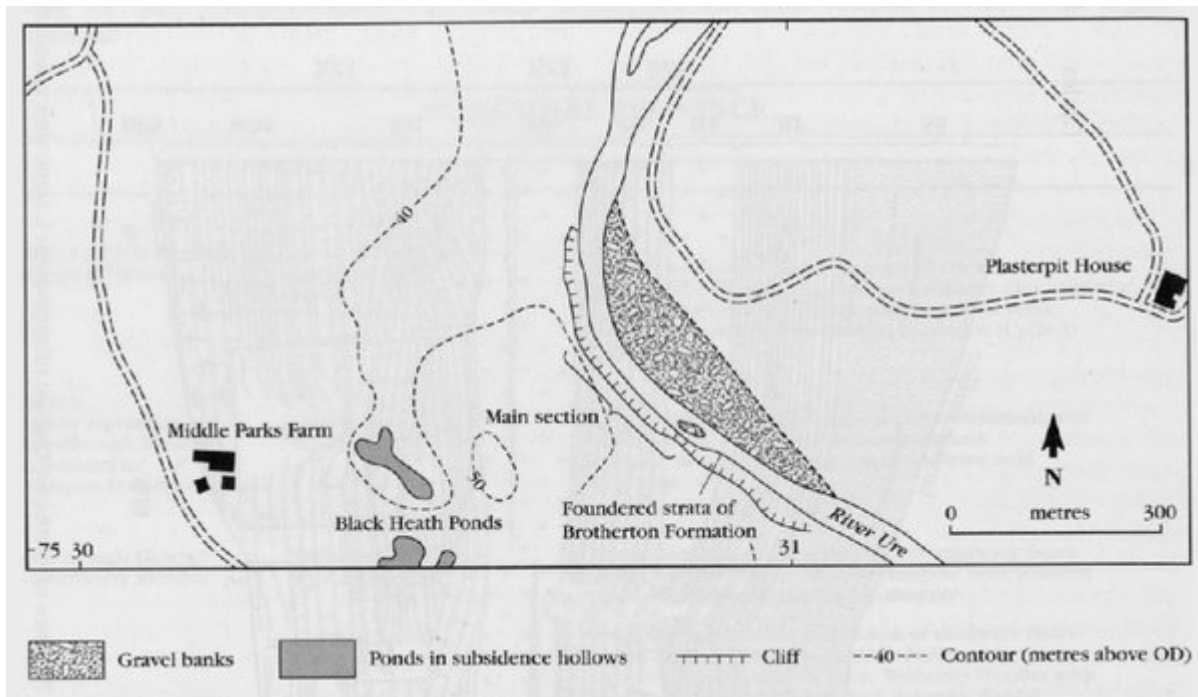 40
Plasterpit House
Main section
Middle Parks Farm
30
Black Heath Ponds
Foundered strata of
Brotherton Formation
River Ure
N
0 metres 300
75 30
31
Gravel banks
Ponds in subsidence hollows
Cliff
40 Contour (metres above OD)